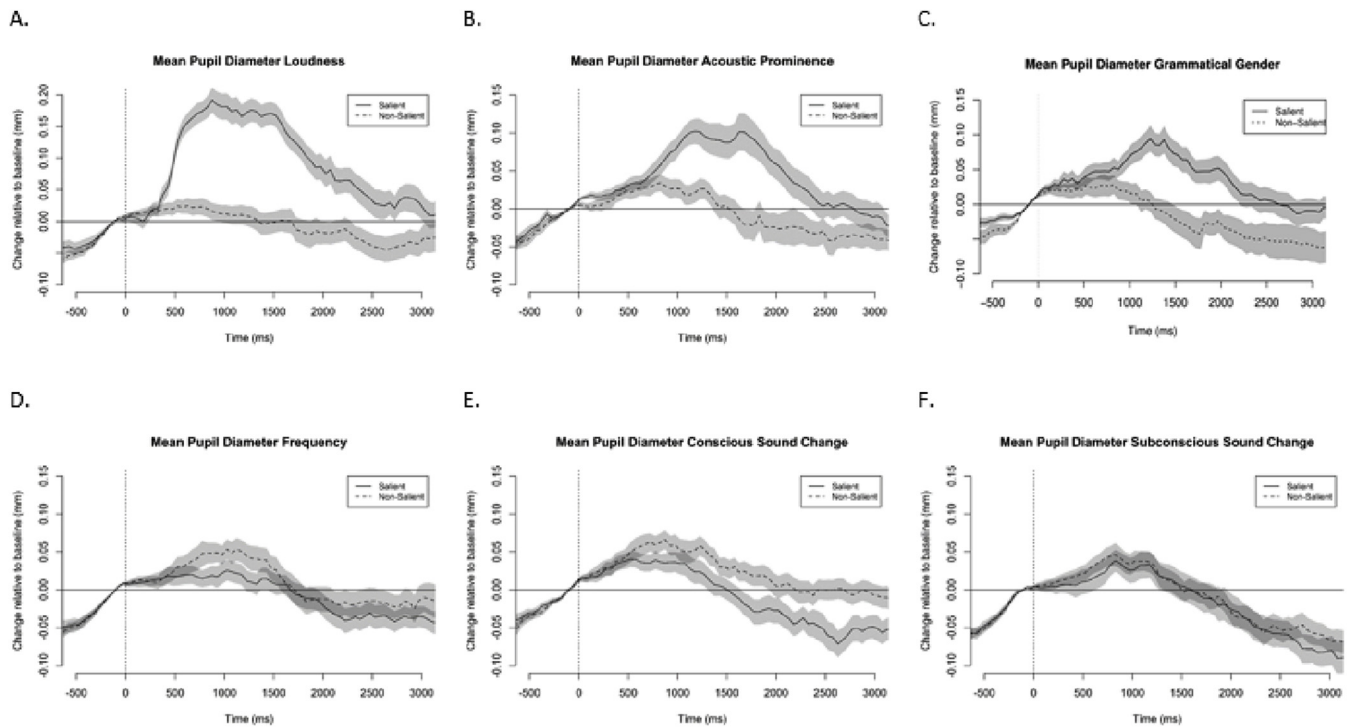 A.
Mean Pupil Diameter Loudness
Change relative to baseline (mm)
0.20
0.15
0.10
0.05
0.00
-0.10
Salient
Non-Salient
-500 0 500 1000 1500 2000 2500 3000
Time (ms)
B.
Mean Pupil Diameter Acoustic Prominence
Change relative to baseline (mm)
0.15
0.10
0.05
0.00
-0.05
-0.10
Salient
Non-Salient
-500 0 500 1000 1500 2000 2500 3000
Time (ms)
C.
Mean Pupil Diameter Grammatical Gender
Change relative to baseline (mm)
0.15
0.10
0.05
0.00
-0.10
Salient
Non-Salient
-500 0 500 1000 1500 2000 2500 3000
Time (ms)
D.
Mean Pupil Diameter Frequency
Change relative to baseline (mm)
0.15
0.10
0.05
0.00
-0.05
-0.10
Salient
Non-Salient
-500 0 500 1000 1500 2000 2500 3000
Time (ms)
E.
Mean Pupil Diameter Conscious Sound Change
Change relative to baseline (mm)
0.15
0.10
0.05
0.00
-0.05
-0.10
Salient
Non-Salient
-500 0 500 1000 1500 2000 2500 3000
Time (ms)
F.
Mean Pupil Diameter Subconscious Sound Change
Change relative to baseline (mm)
0.15
0.10
0.05
0.00
-0.05
-0.10
Salient
Non-Salient
-500 0 500 1000 1500 2000 2500 3000
Time (ms)